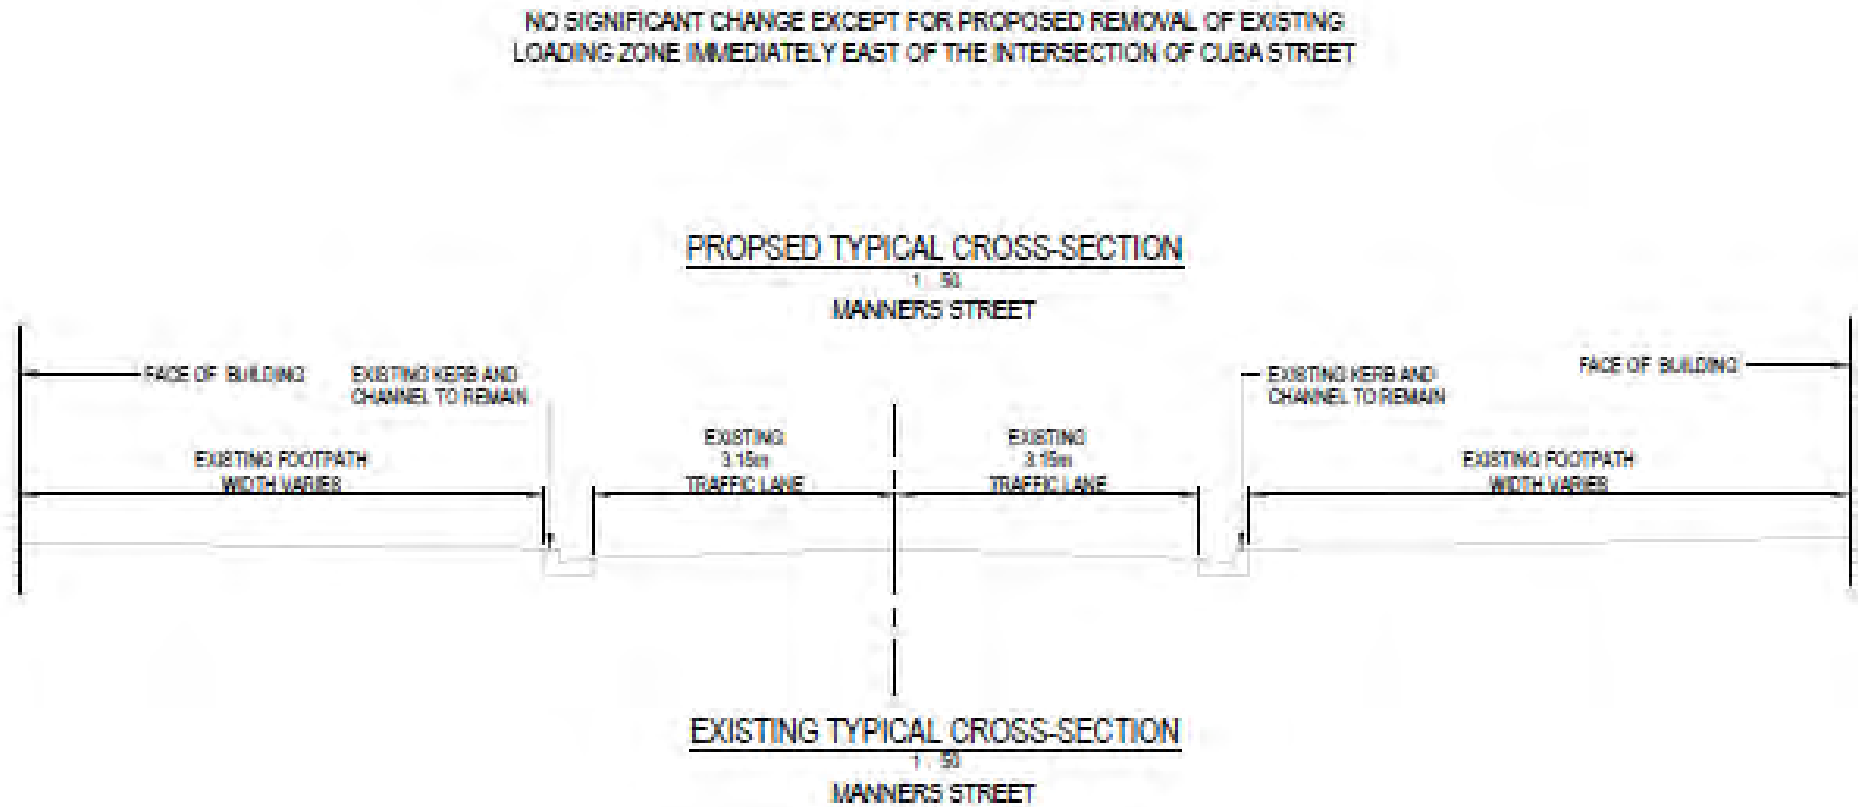 NO SIGNIFICANT CHANGE EXCEPT FOR PROPOSED REMOVAL OF EXISTING
LOADING ZONE IMMEDIATELY EAST OF THE INTERSECTION OF CUBA STREET
PROPSED TYPICAL CROSS-SECTION
1 : 50
MANNERS STREET
FACE OF BUILDING
EXISTING KERB AND
CHANNEL TO REMAIN
EXISTING KERB AND
CHANNEL TO REMAIN
FACE OF BUILDING
EXISTING FOOTPATH
WIDTH VARIES
EXISTING
3.15m
TRAFFIC LANE
EXISTING
3.15m
TRAFFIC LANE
EXISTING FOOTPATH
WIDTH VARIES
EXISTING TYPICAL CROSS-SECTION
1 : 50
MANNERS STREET